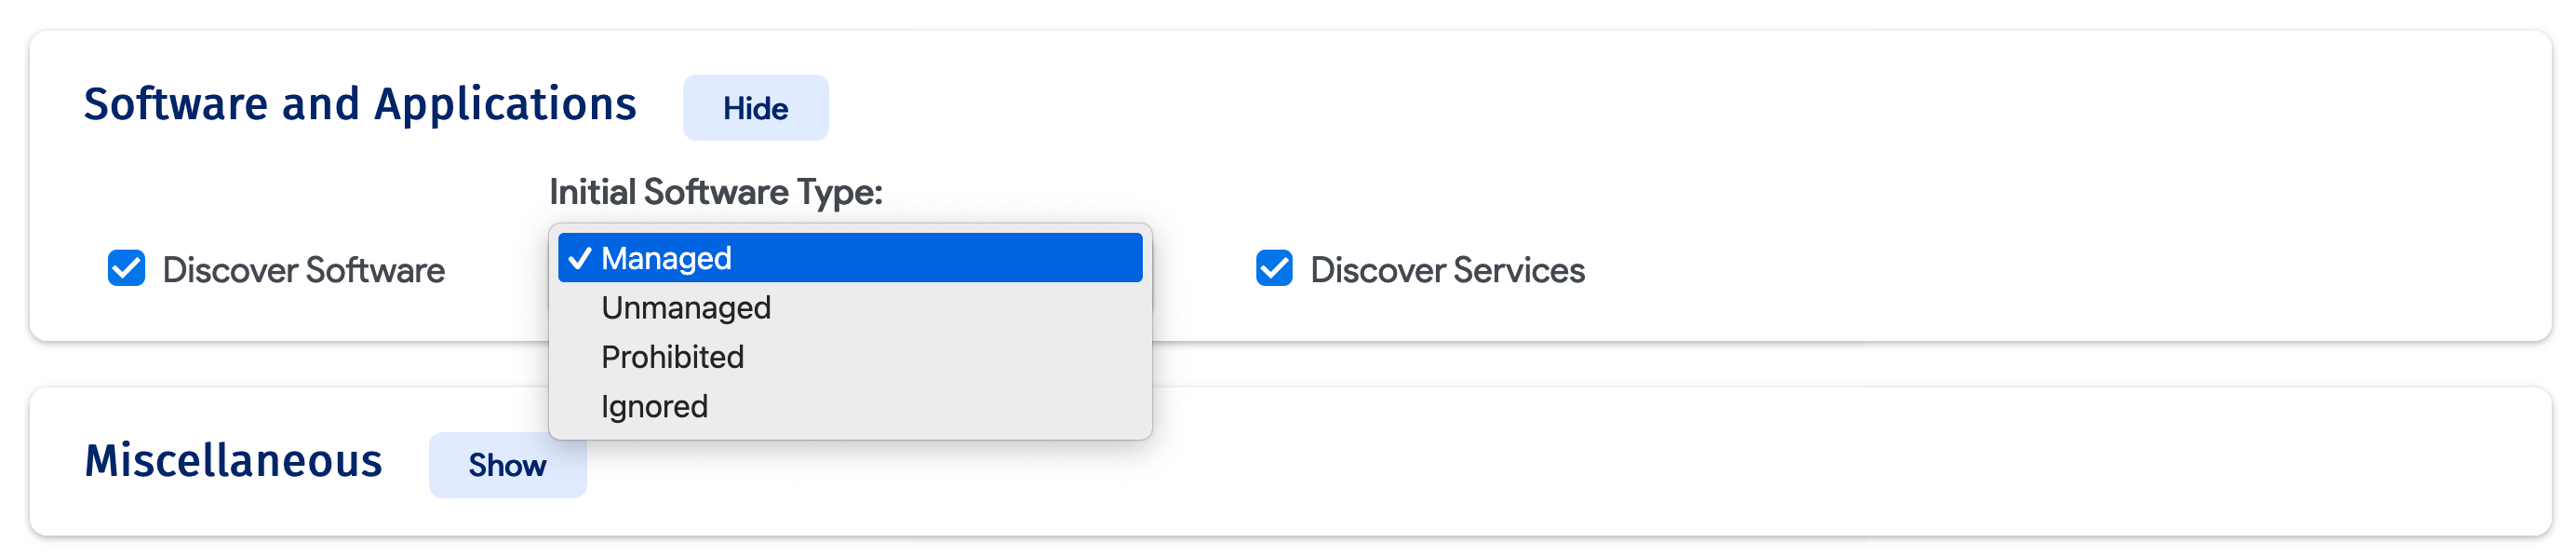 Software and Applications
Hide
Initial Software Type:
Discover Software
Managed
Unmanaged
Prohibited
Ignored
Discover Services
Miscellaneous
Show